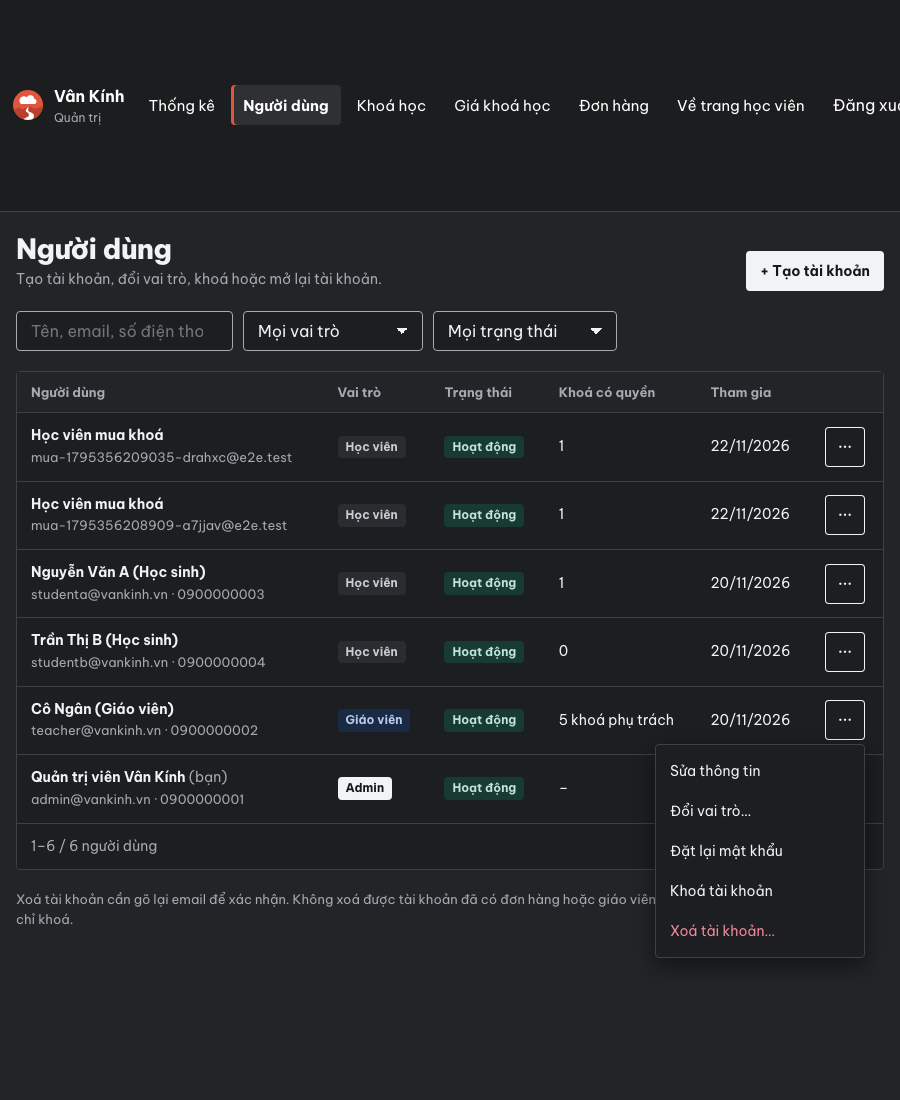 Vân Kính
Quản trị
Thống kê
Người dùng
Khoá học
Giá khoá học
Đơn hàng
Về trang học viên
Đăng
Người dùng
Tạo tài khoản, đổi vai trò, khoá hoặc mở lại tài khoản.
+ Tạo tài khoản
Tên, email, số điện tho
Mọi vai trò
Mọi trạng thái
Người dùng Vai trò Trạng thái Khoá có quyền Tham gia
Học viên mua khoá
mua-1795356209035-drahxc@e2e.test
Học viên Hoạt động 1 22/11/2026 ···
Học viên mua khoá
mua-1795356208909-a7jjav@e2e.test
Học viên Hoạt động 1 22/11/2026 ···
Nguyễn Văn A (Học sinh)
studenta@vankinh.vn · 0900000003
Học viên Hoạt động 1 20/11/2026 ···
Trần Thị B (Học sinh)
studentb@vankinh.vn · 0900000004
Học viên Hoạt động 0 20/11/2026 ···
Cô Ngân (Giáo viên)
teacher@vankinh.vn · 0900000002
Giáo viên Hoạt động 5 khoá phụ trách 20/11/2026 ···
Quản trị viên Vân Kính (bạn)
admin@vankinh.vn · 0900000001
Admin Hoạt động –
1–6 / 6 người dùng
Sửa thông tin
Đổi vai trò…
Đặt lại mật khẩu
Khoá tài khoản
Xoá tài khoản…
Xoá tài khoản cần gõ lại email để xác nhận. Không xoá được tài khoản đã có đơn hàng hoặc giáo viên
chỉ khoá.